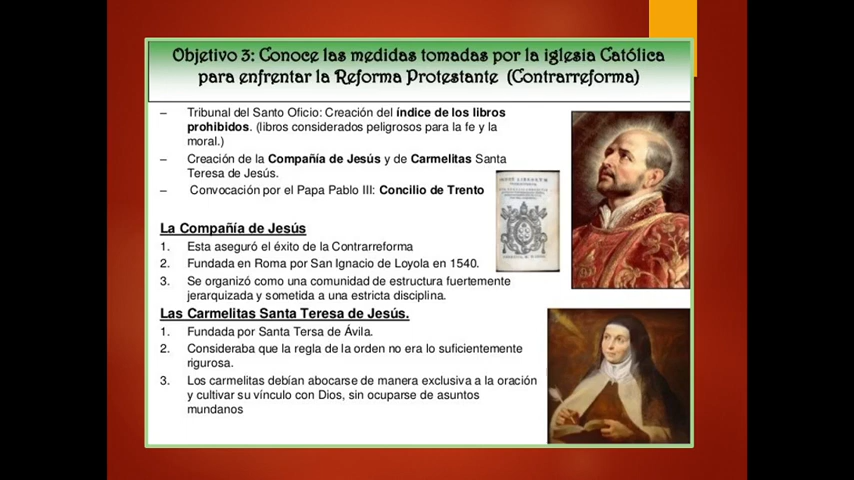 Objetivo 3: Conoce las medidas tomadas por la iglesia Católica
para enfrentar la Reforma Protestante (Contrarreforma)
– Tribunal del Santo Oficio: Creación del índice de los libros
prohibidos. (libros considerados peligrosos para la fe y la
moral.)
– Creación de la Compañía de Jesús y de Carmelitas Santa
Teresa de Jesús.
– Convocación por el Papa Pablo III: Concilio de Trento
La Compañía de Jesús
1. Esta aseguró el éxito de la Contrarreforma
2. Fundada en Roma por San Ignacio de Loyola en 1540.
3. Se organizó como una comunidad de estructura fuertemente
jerarquizada y sometida a una estricta disciplina.
Las Carmelitas Santa Teresa de Jesús.
1. Fundada por Santa Tersa de Ávila.
2. Consideraba que la regla de la orden no era lo suficientemente
rigurosa.
3. Los carmelitas debían abocarse de manera exclusiva a la oración
y cultivar su vínculo con Dios, sin ocuparse de asuntos
mundanos